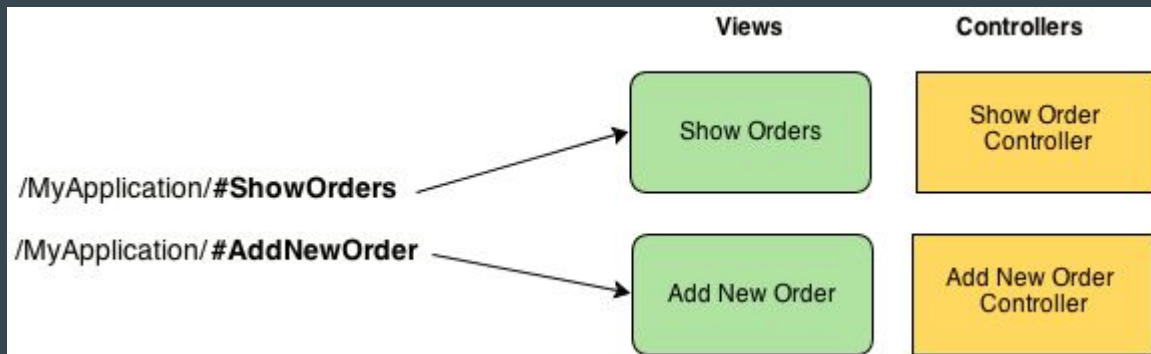 Views Controllers
Show Orders
Show Order
Controller
/MyApplication/#ShowOrders
/MyApplication/#AddNewOrder
Add New Order
Add New Order
Controller